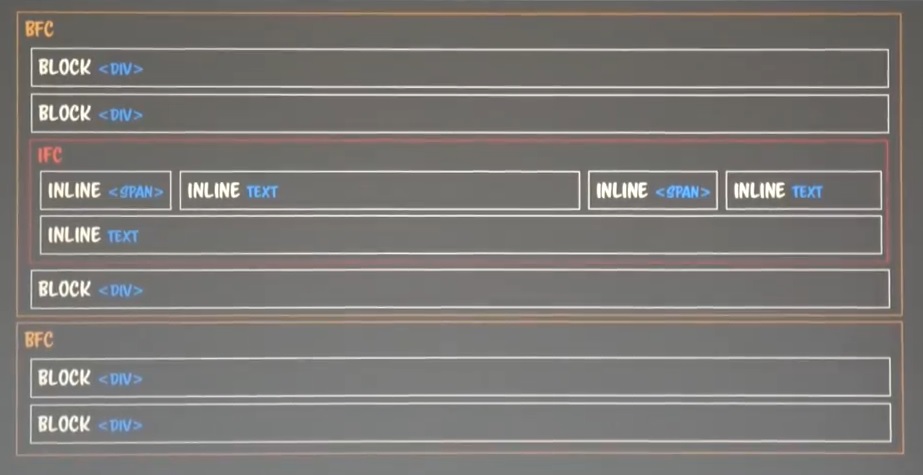 BFC
BLOCK <DIV>
BLOCK <DIV>
IFC
INLINE <SPAN> INLINE TEXT INLINE <SPAN> INLINE TEXT
INLINE TEXT
BLOCK <DIV>
BFC
BLOCK <DIV>
BLOCK <DIV>